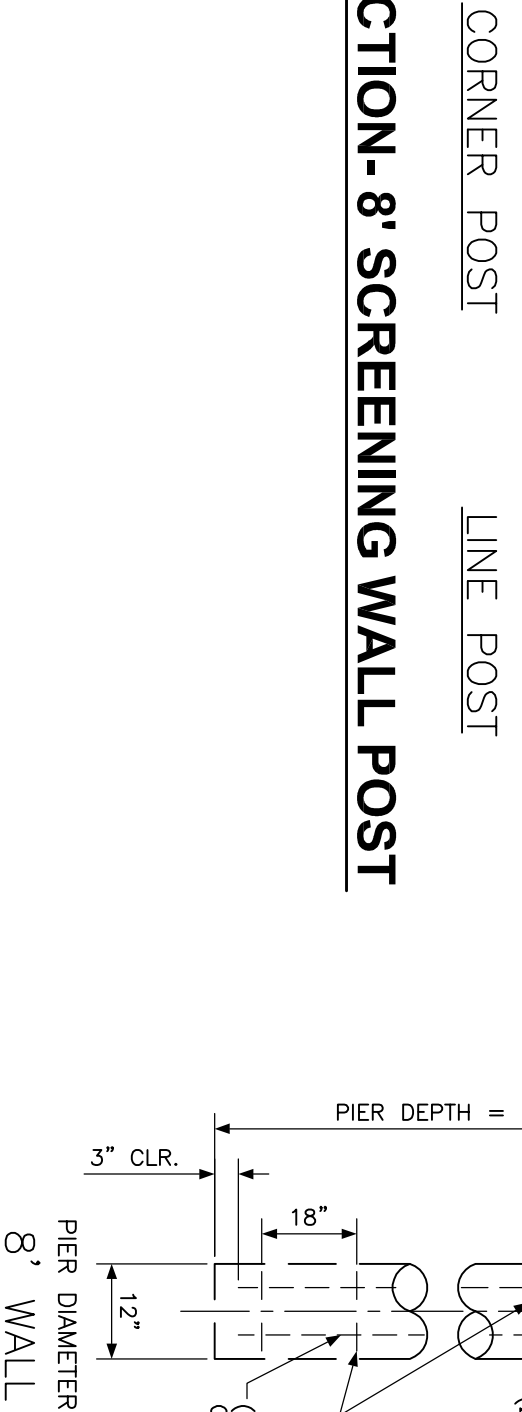 CORNER POST
LINE POST
CTION- 8' SCREENING WALL POST
PIER DEPTH =
3" CLR.
18"
12"
PIER DIAMETER
8' WALL